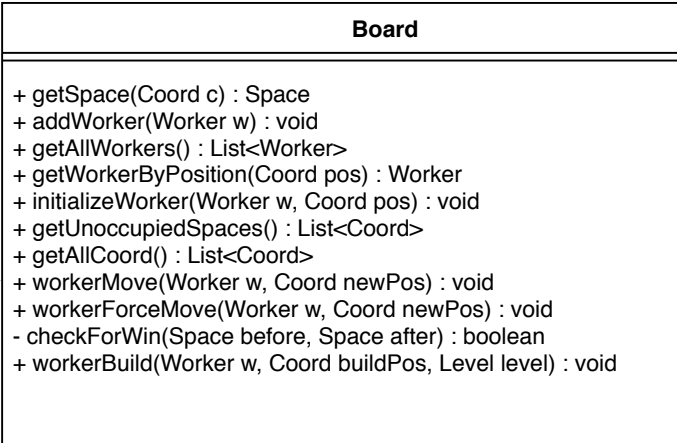 Board
+ getSpace(Coord c) : Space
+ addWorker(Worker w) : void
+ getAllWorkers() : List<Worker>
+ getWorkerByPosition(Coord pos) : Worker
+ initializeWorker(Worker w, Coord pos) : void
+ getUnoccupiedSpaces() : List<Coord>
+ getAllCoord() : List<Coord>
+ workerMove(Worker w, Coord newPos) : void
+ workerForceMove(Worker w, Coord newPos) : void
- checkForWin(Space before, Space after) : boolean
+ workerBuild(Worker w, Coord buildPos, Level level) : void